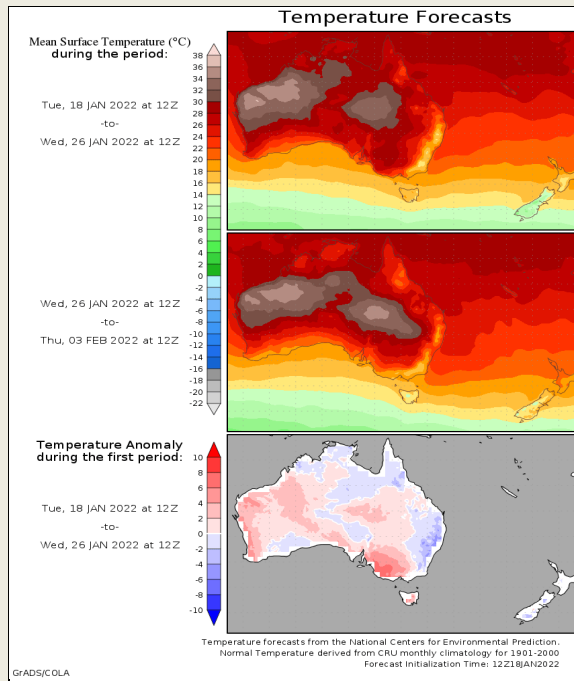 Temperature Forecasts
Mean Surface Temperature (°C)
during the period:
Tue, 18 JAN 2022 at 12Z
-to-
Wed, 26 JAN 2022 at 12Z
38
36
34
32
30
28
26
24
22
20
18
16
14
12
10
8
6
4
2
0
-2
-4
-6
-8
-10
-12
-14
-16
-18
-20
-22
Wed, 26 JAN 2022 at 12Z
-to-
Thu, 03 FEB 2022 at 12Z
Temperature Anomaly
during the first period:
Tue, 18 JAN 2022 at 12Z
-to-
Wed, 26 JAN 2022 at 12Z
10
8
6
4
2
0
-2
-4
-6
-8
-10
Temperature forecasts from the National Centers for Environmental Prediction.
Normal Temperature derived from CRU monthly climatology for 1901-2000
Forecast Initialization Time: 12Z18JAN2022
GrADS/COLA